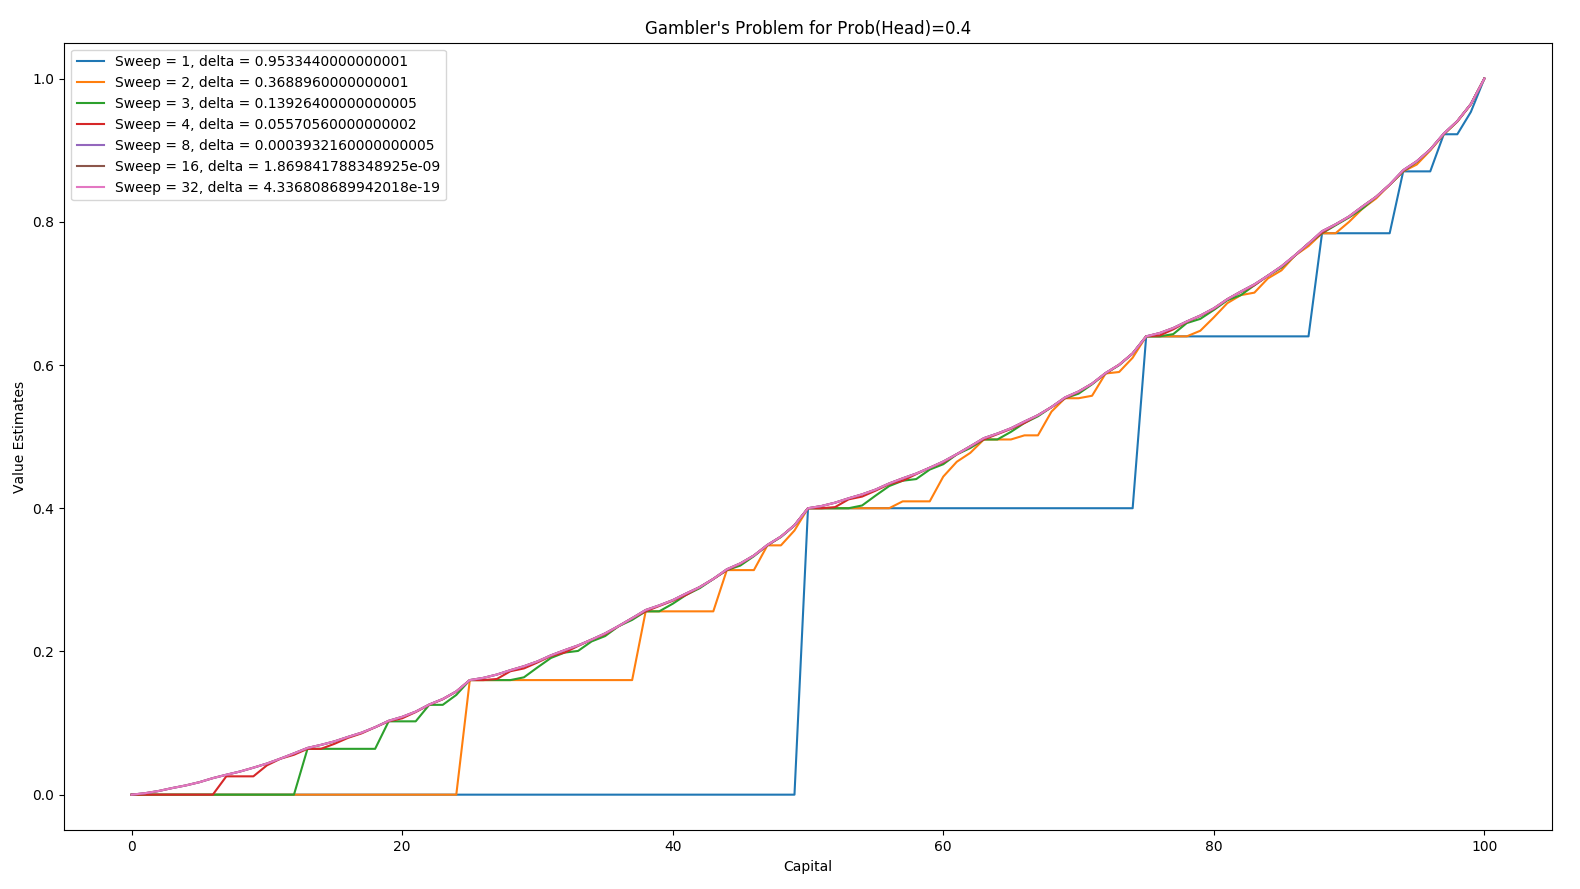 Gambler's Problem for Prob(Head)=0.4
Sweep = 1, delta = 0.9533440000000001
Sweep = 2, delta = 0.3688960000000001
Sweep = 3, delta = 0.13926400000000005
Sweep = 4, delta = 0.05570560000000002
Sweep = 8, delta = 0.0003932160000000005
Sweep = 16, delta = 1.869841788348925e-09
Sweep = 32, delta = 4.336808689942018e-19
1.0
0.8
0.6
0.4
0.2
0.0
Value Estimates
0 20 40 60 80 100
Capital